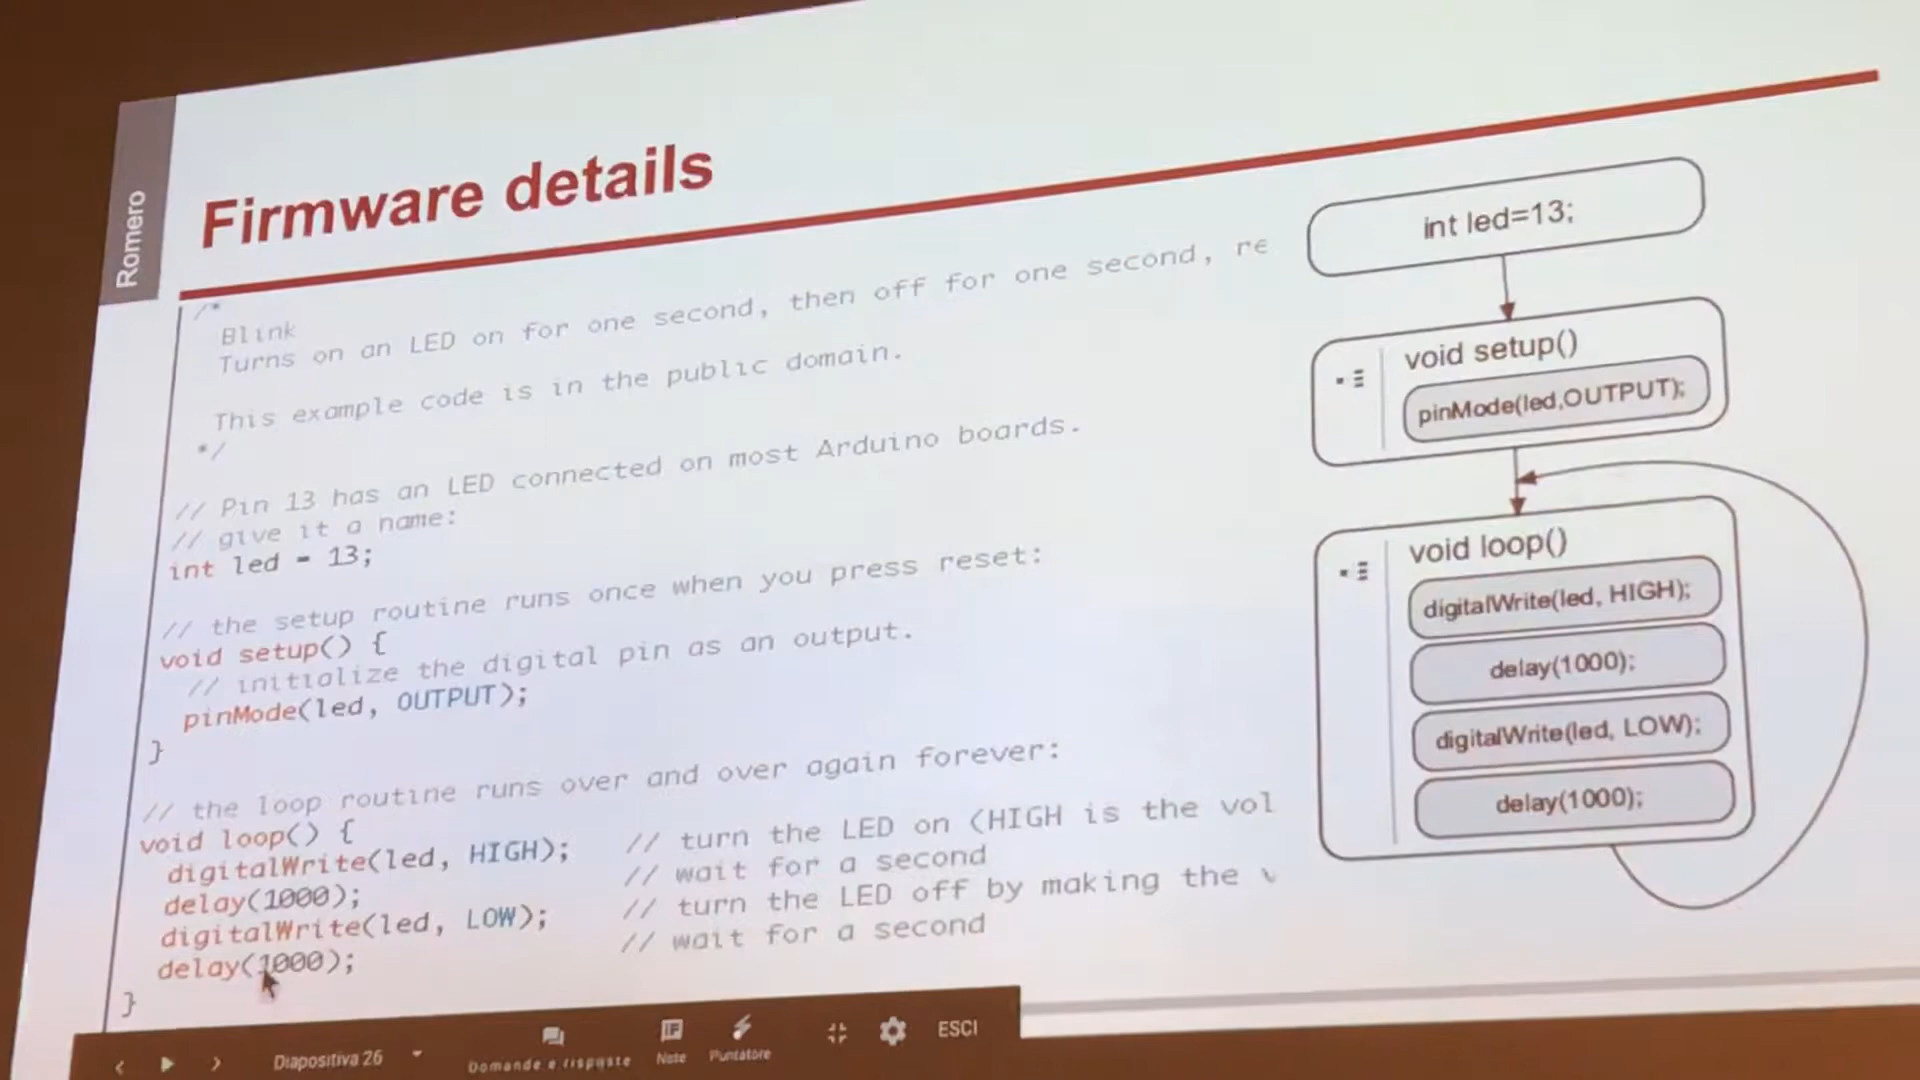 Romero
Firmware details
/*
Blink
Turns on an LED on for one second, then off for one second, re
This example code is in the public domain.
*/
// Pin 13 has an LED connected on most Arduino boards.
// give it a name:
int led = 13;
// the setup routine runs once when you press reset:
void setup() {
// initialize the digital pin as an output.
pinMode(led, OUTPUT);
}
// the loop routine runs over and over again forever:
void loop() {
digitalWrite(led, HIGH); // turn the LED on (HIGH is the vol
delay(1000); // wait for a second
digitalWrite(led, LOW); // turn the LED off by making the v
delay(1000); // wait for a second
}
int led=13;
void setup()
pinMode(led,OUTPUT);
void loop()
digitalWrite(led, HIGH);
delay(1000);
digitalWrite(led, LOW);
delay(1000);
Diapositiva 26
Domande e risposte
Note
Puntatore
ESCI